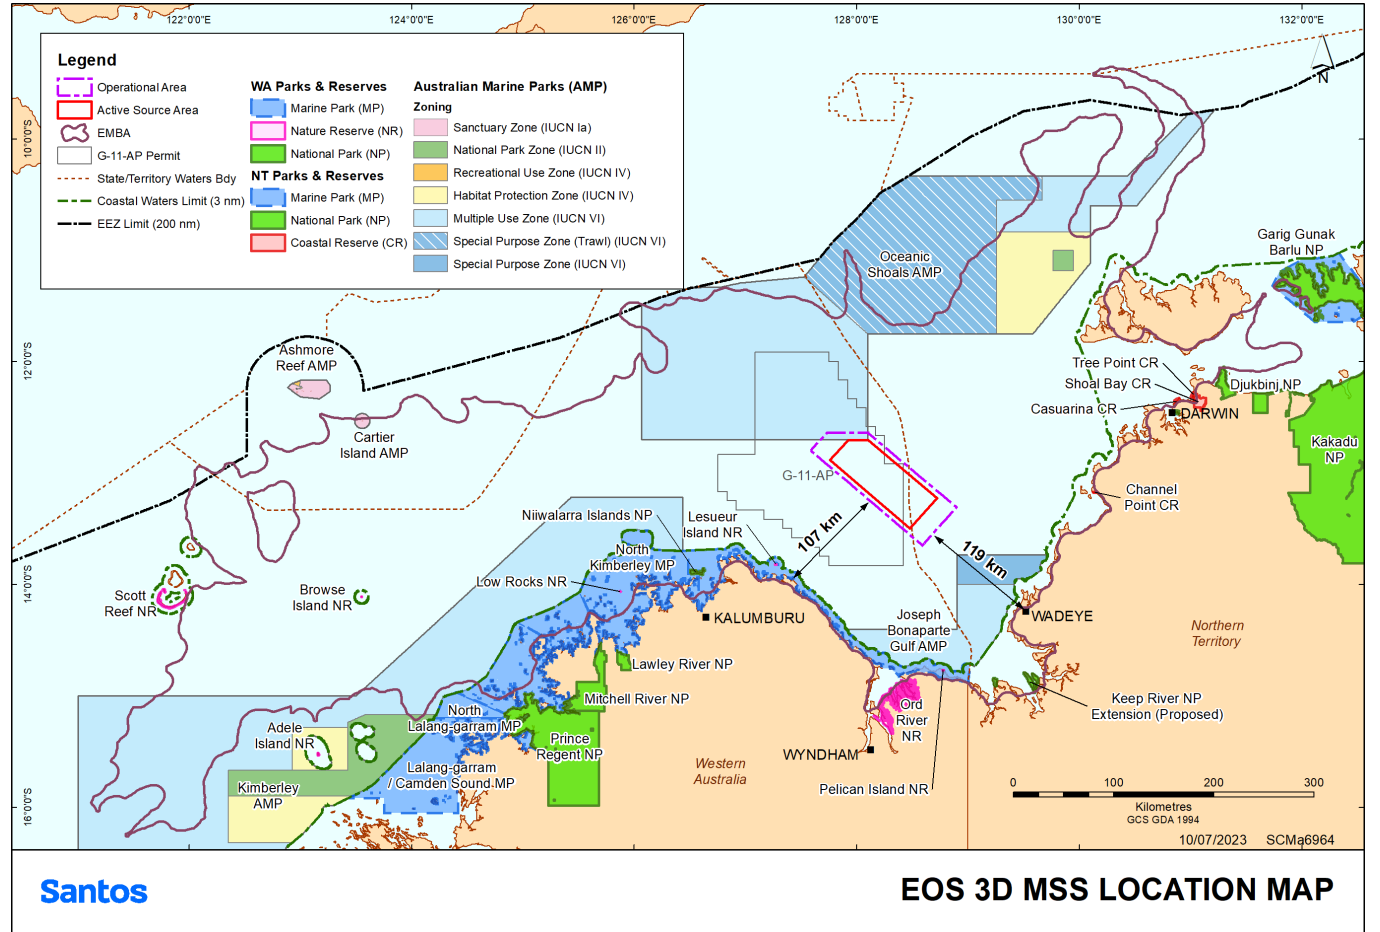 122°0'0"E
124°0'0"E
126°0'0"E
128°0'0"E
130°0'0"E
132°0'0"E
10°0'0"S
12°0'0"S
14°0'0"S
16°0'0"S
Legend
Operational Area
Active Source Area
EMBA
G-11-AP Permit
State/Territory Waters Bdy
Coastal Waters Limit (3 nm)
EEZ Limit (200 nm)
WA Parks & Reserves
Marine Park (MP)
Nature Reserve (NR)
National Park (NP)
NT Parks & Reserves
Marine Park (MP)
National Park (NP)
Coastal Reserve (CR)
Australian Marine Parks (AMP)
Zoning
Sanctuary Zone (IUCN Ia)
National Park Zone (IUCN II)
Recreational Use Zone (IUCN IV)
Habitat Protection Zone (IUCN IV)
Multiple Use Zone (IUCN VI)
Special Purpose Zone (Trawl) (IUCN VI)
Special Purpose Zone (IUCN VI)
N
Garig Gunak
Barlu NP
Oceanic
Shoals AMP
Ashmore
Reef AMP
Cartier
Island AMP
Tree Point CR
Shoal Bay CR
Casuarina CR
Djukbinj NP
DARWIN
Kakadu
NP
Channel
Point CR
G-11-AP
107 km
119 km
Niiwalarra Islands NP
Lesueur
Island NR
North
Kimberley MP
Low Rocks NR
Scott
Reef NR
Browse
Island NR
KALUMBURU
WADEYE
Joseph
Bonaparte
Gulf AMP
Northern
Territory
Lawley River NP
Mitchell River NP
Keep River NP
Extension (Proposed)
Ord
River
NR
North
Lalang-garram MP
Adele
Island NR
Prince
Regent NP
WYNDHAM
Western
Australia
Pelican Island NR
Lalang-garram
/ Camden Sound MP
Kimberley
AMP
0
100
200
300
Kilometres
GCS GDA 1994
10/07/2023
SCMa6964
Santos
EOS 3D MSS LOCATION MAP